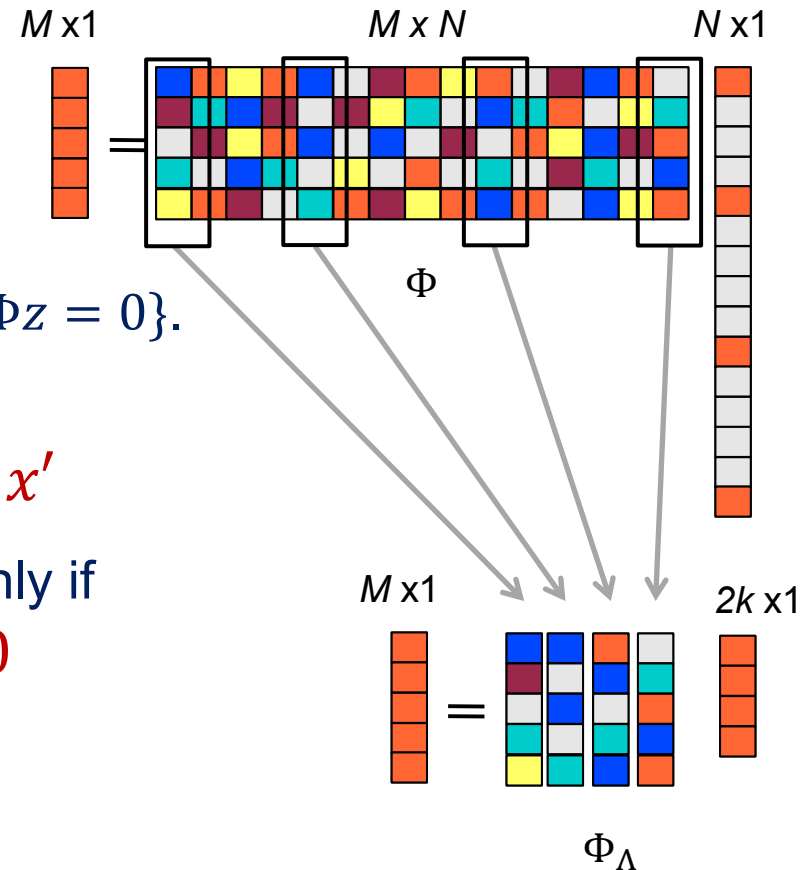 M x1
M x N
N x1
=
Φ
Φz = 0}.
x′
nly if
M x1
2k x1
0
=
Φ_Λ